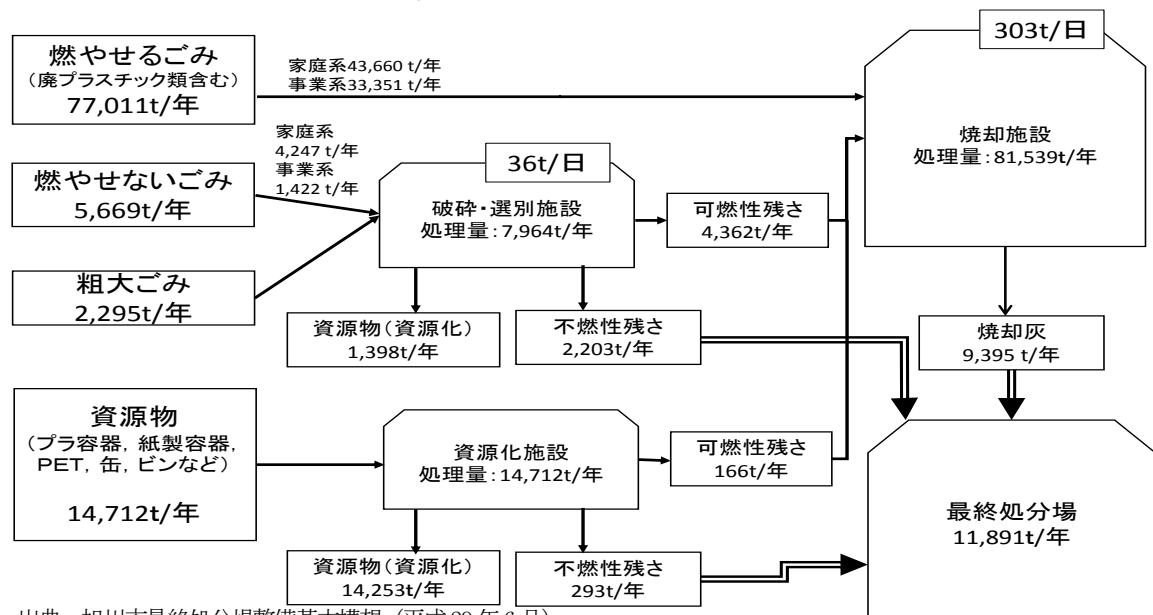 303t/日
燃やせるごみ
(廃プラスチック類含む)
77,011t/年
家庭系43,660 t/年
事業系33,351 t/年
焼却施設
処理量:81,539t/年
燃やせないごみ
5,669t/年
家庭系
4,247 t/年
事業系
1,422 t/年
36t/日
破砕・選別施設
処理量:7,964t/年
可燃性残さ
4,362t/年
粗大ごみ
2,295t/年
資源物(資源化)
1,398t/年
不燃性残さ
2,203t/年
焼却灰
9,395 t/年
資源物
(プラ容器, 紙製容器,
PET, 缶, ビンなど)
14,712t/年
資源化施設
処理量:14,712t/年
可燃性残さ
166t/年
最終処分場
11,891t/年
資源物(資源化)
14,253t/年
不燃性残さ
293t/年